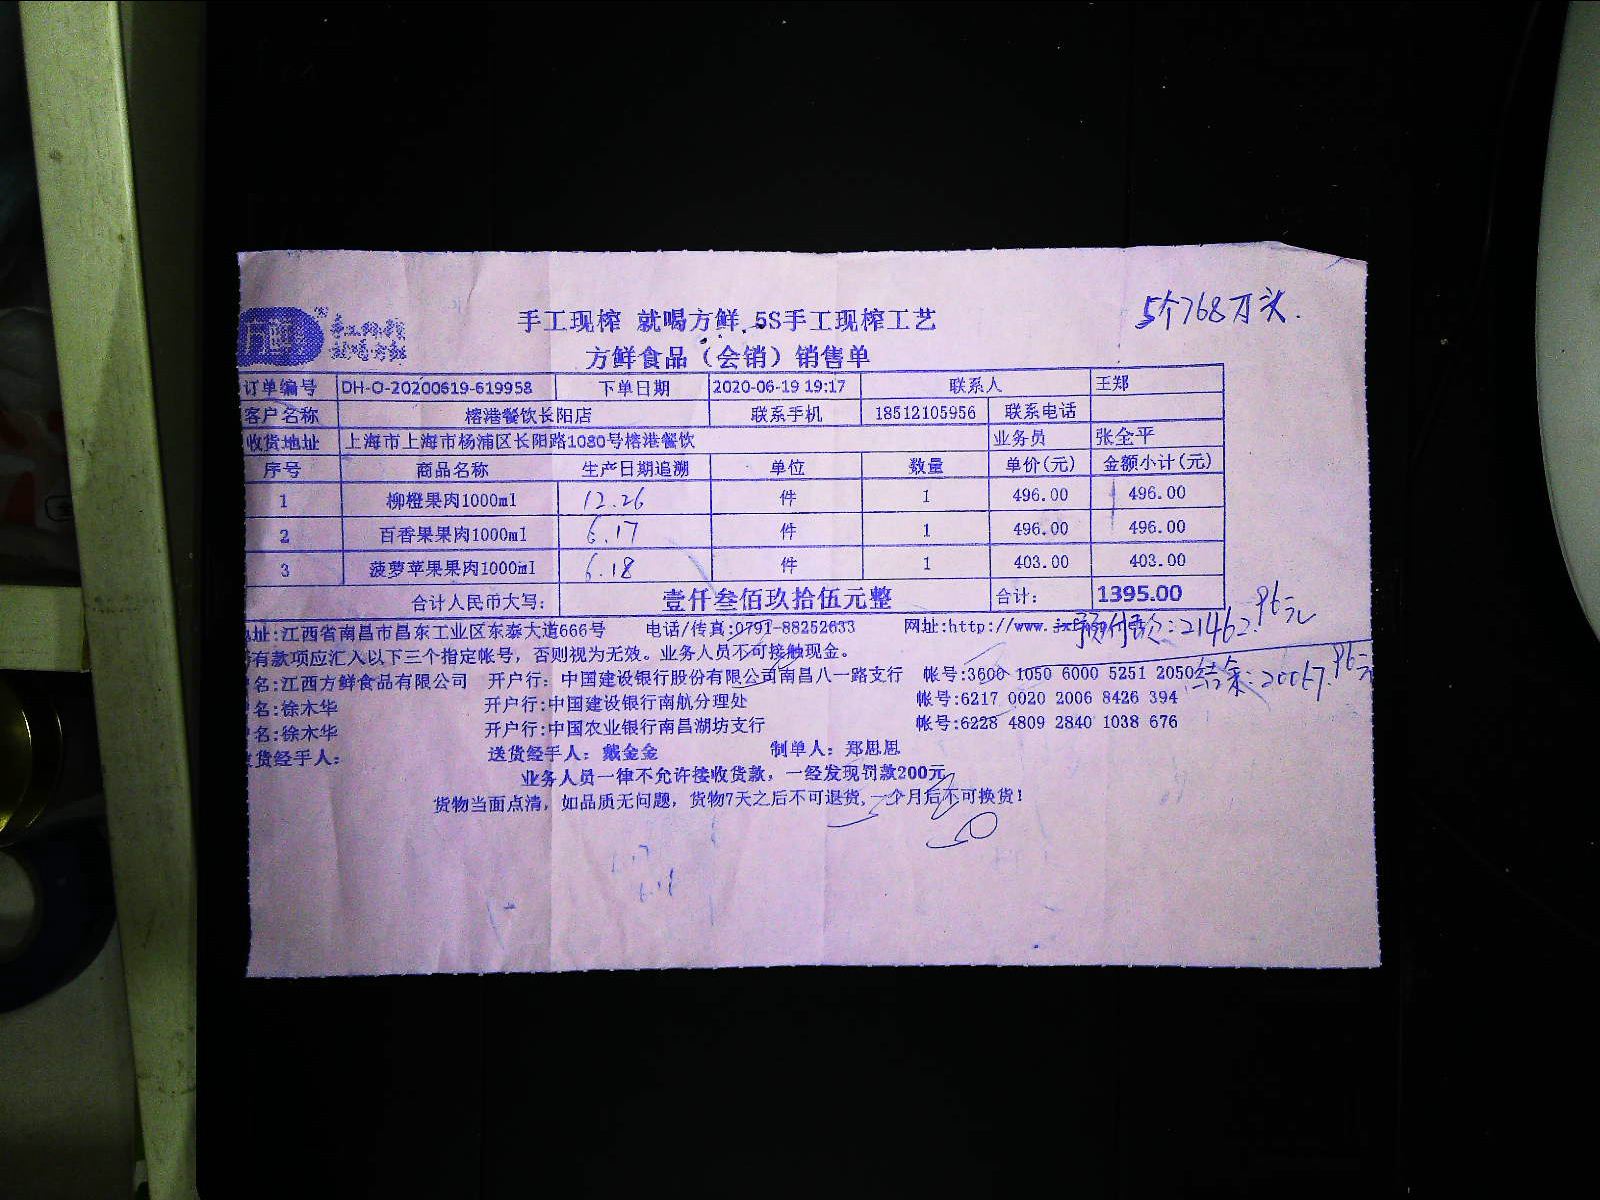 手工现榨
就喝方鲜
5个768刀头.
手工现榨 就喝方鲜 5S手工现榨工艺
方鲜食品（会销）销售单
订单编号 DH-O-20200619-619958 下单日期 2020-06-19 19:17 联系人 王郑
客户名称 榕港餐饮长阳店 联系手机 18512105956 联系电话
收货地址 上海市上海市杨浦区长阳路1080号榕港餐饮 业务员 张全平
序号 商品名称 生产日期追溯 单位 数量 单价(元) 金额小计(元)
1 柳橙果肉1000ml 12.26 件 1 496.00 496.00
2 百香果果肉1000ml 6.17 件 1 496.00 496.00
3 菠萝苹果果肉1000ml 6.18 件 1 403.00 403.00
合计人民币大写: 壹仟叁佰玖拾伍元整 合计: 1395.00
址:江西省南昌市昌东工业区东泰大道666号 电话/传真:0791-88252633 网址:http://www.
预付款:21462.96元
有款项应汇入以下三个指定帐号，否则视为无效。业务人员不可接触现金。
名:江西方鲜食品有限公司 开户行: 中国建设银行股份有限公司南昌八一路支行 帐号:3600 1050 6000 5251 2050
结余:20067.96元
名:徐木华 开户行:中国建设银行南航分理处 帐号:6217 0020 2006 8426 394
名:徐木华 开户行:中国农业银行南昌湖坊支行 帐号:6228 4809 2840 1038 676
货经手人: 送货经手人: 戴金金 制单人: 郑思思
业务人员一律不允许接收货款，一经发现罚款200元
货物当面点清，如品质无问题，货物7天之后不可退货,一个月后不可换货!